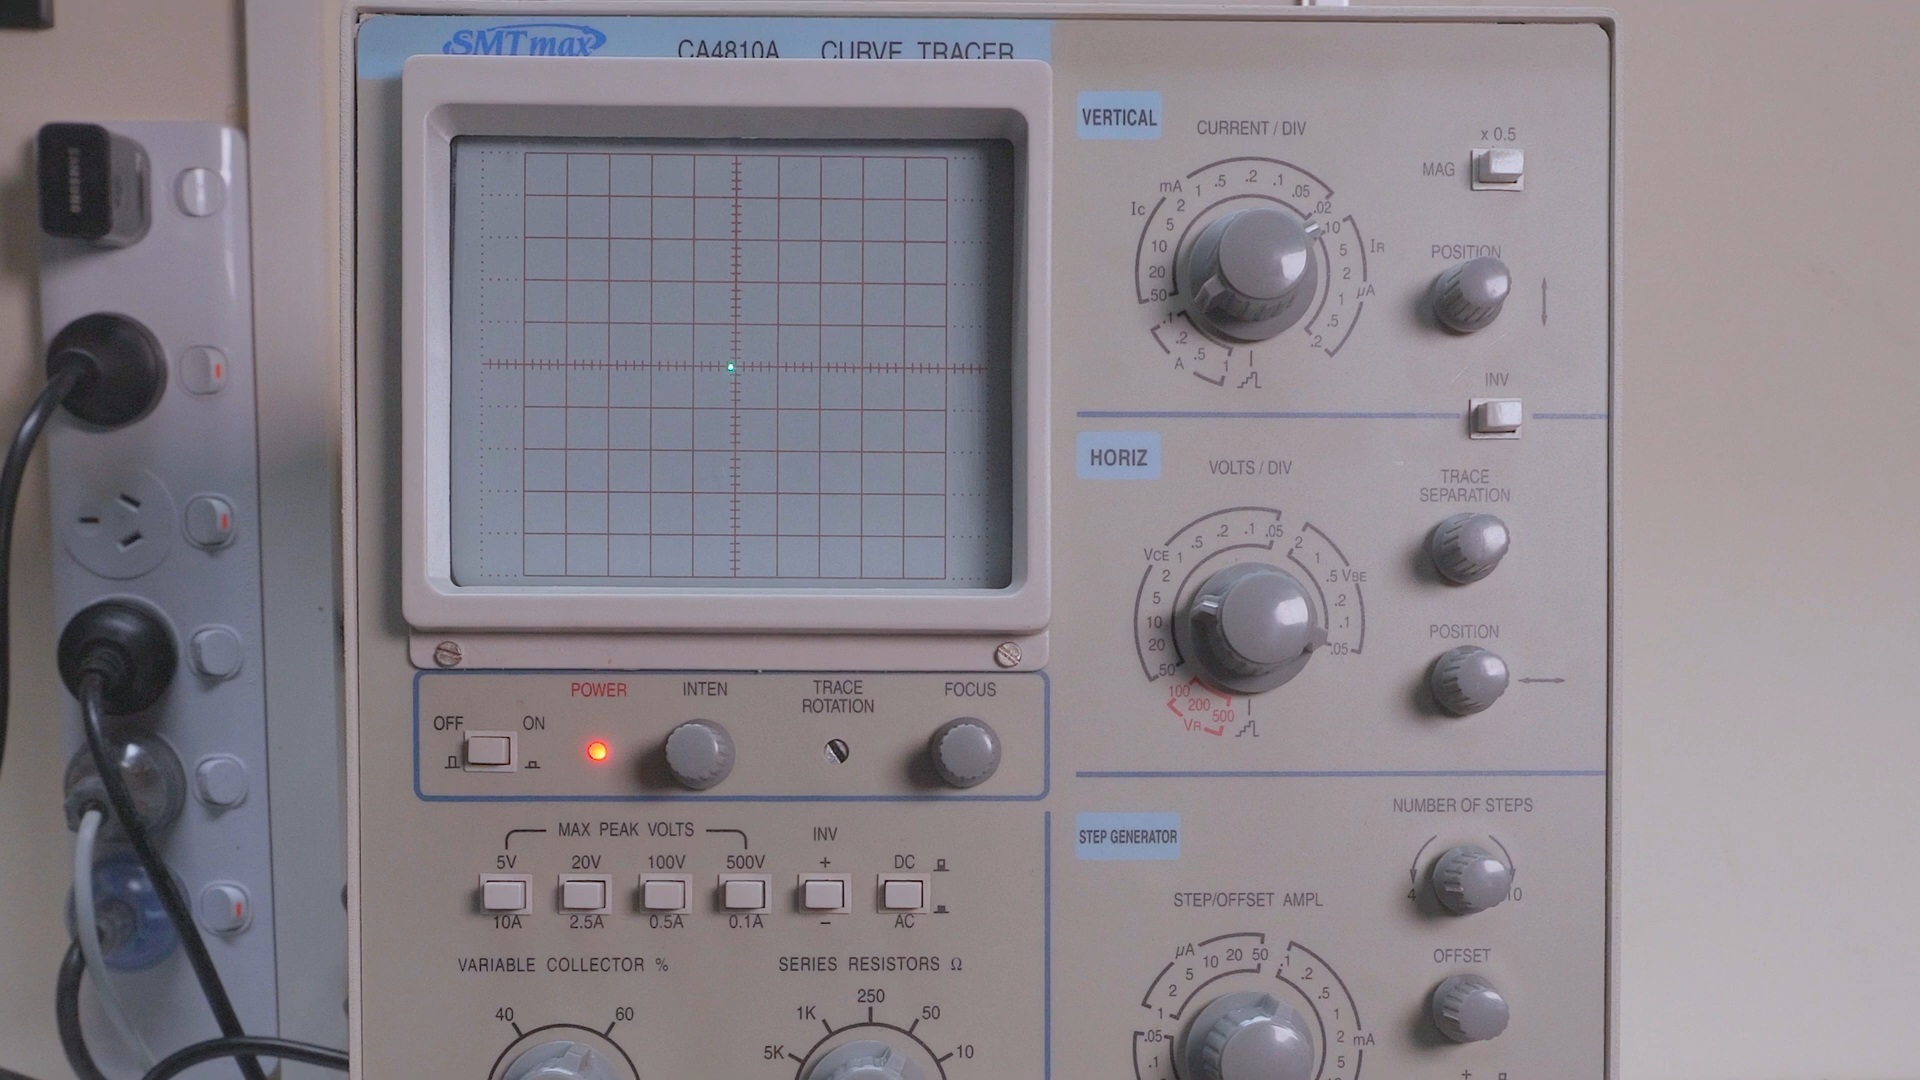 SMTmax CA4810A CURVE TRACER
VERTICAL
CURRENT / DIV
x 0.5
MAG
mA 1 .5 .2 .1 .05 .02
Ic 2 5 10 20 50
10 5 2 1 .5 .2
IR
µA
.1 .2 .5 1
A
POSITION
INV
HORIZ
VOLTS / DIV
TRACE
SEPARATION
VCE 1 .5 .2 .1 .05
2 5 10 20 50
2 1 .5 VBE .2 .1 .05
100 200 500
VR
POSITION
POWER INTEN TRACE ROTATION FOCUS
OFF ON
MAX PEAK VOLTS INV
5V 20V 100V 500V + DC
10A 2.5A 0.5A 0.1A − AC
VARIABLE COLLECTOR %
40 60
SERIES RESISTORS Ω
5K 1K 250 50 10
STEP GENERATOR
NUMBER OF STEPS
4 10
STEP/OFFSET AMPL
µA 1 2 5 10 20 50
.1 .2 .5 1 2 mA 5
.05 .1
OFFSET
+
SAMSUNG